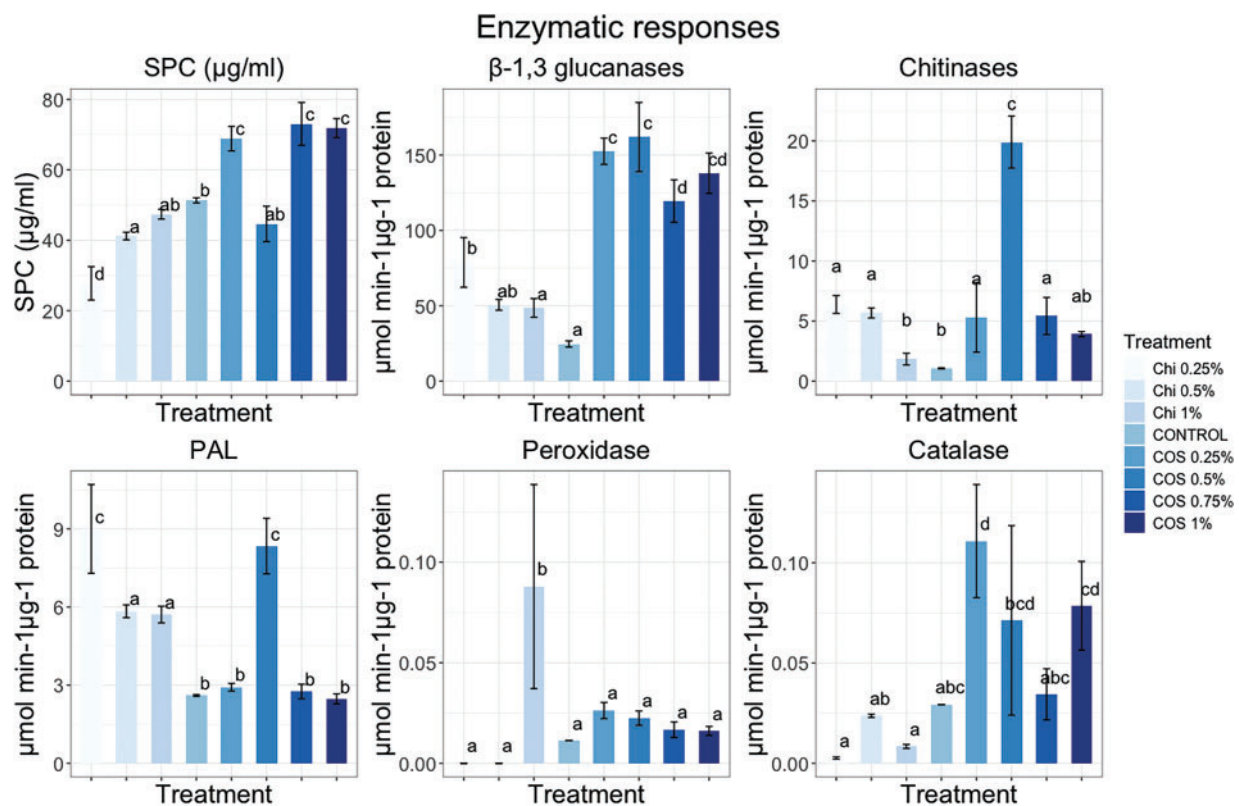 Enzymatic responses
SPC (µg/ml)
β-1,3 glucanases
Chitinases
SPC (µg/ml)
80
60
40
20
0
d
a
ab
b
c
ab
c
c
Treatment
µmol min-1µg-1 protein
150
100
50
0
b
ab
a
a
c
c
d
cd
Treatment
µmol min-1µg-1 protein
20
15
10
5
0
a
a
b
b
a
c
a
ab
Treatment
PAL
Peroxidase
Catalase
µmol min-1µg-1 protein
9
6
3
0
c
a
a
b
b
c
b
b
Treatment
µmol min-1µg-1 protein
0.10
0.05
0.00
a
a
b
a
a
a
a
a
Treatment
µmol min-1µg-1 protein
0.10
0.05
0.00
a
ab
a
abc
d
bcd
abc
cd
Treatment
Treatment
Chi 0.25%
Chi 0.5%
Chi 1%
CONTROL
COS 0.25%
COS 0.5%
COS 0.75%
COS 1%